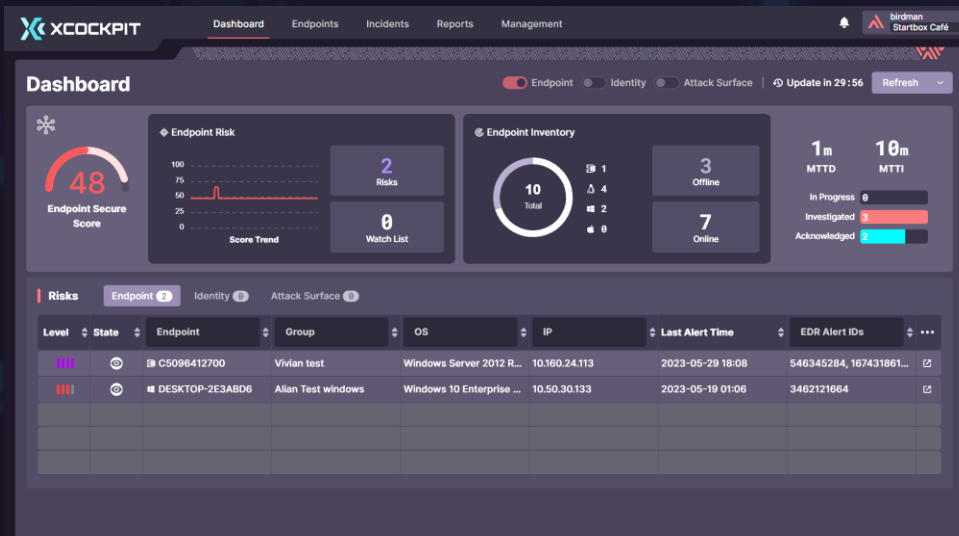 XCOCKPIT
Dashboard Endpoints Incidents Reports Management
birdman
Startbox Café
Dashboard
Endpoint Identity Attack Surface Update in 29:56 Refresh
Endpoint Risk
100
75
50
25
0
Score Trend
2
Risks
0
Watch List
48
Endpoint Secure
Score
Endpoint Inventory
10
Total
1
4
2
0
3
Offline
7
Online
1m
MTTD
10m
MTTI
In Progress 0
Investigated 3
Acknowledged 2
Risks Endpoint 2 Identity 0 Attack Surface 0
Level State Endpoint Group OS IP Last Alert Time EDR Alert IDs ...
C5096412700 Vivian test Windows Server 2012 R... 10.160.24.113 2023-05-29 18:08 546345284, 167431861...
DESKTOP-2E3ABD6 Alian Test windows Windows 10 Enterprise ... 10.50.30.133 2023-05-19 01:06 3462121664